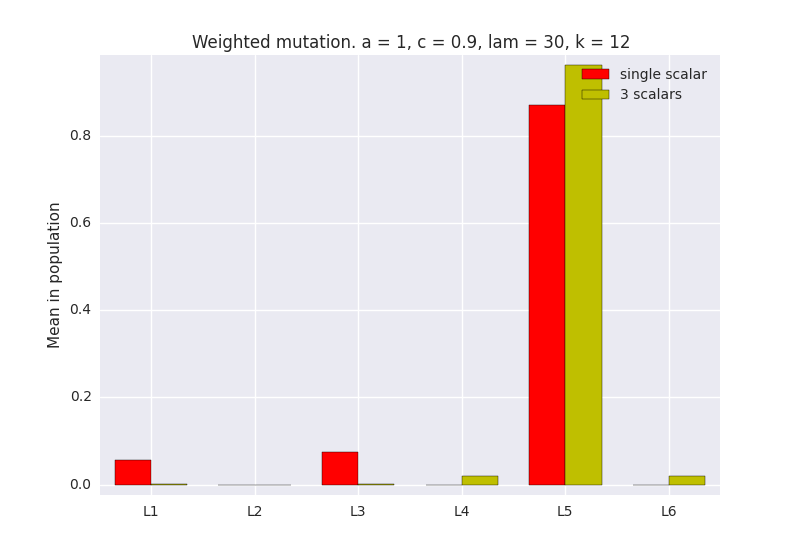 Weighted mutation. a = 1, c = 0.9, lam = 30, k = 12
single scalar
3 scalars
Mean in population
0.8
0.6
0.4
0.2
0.0
L1 L2 L3 L4 L5 L6